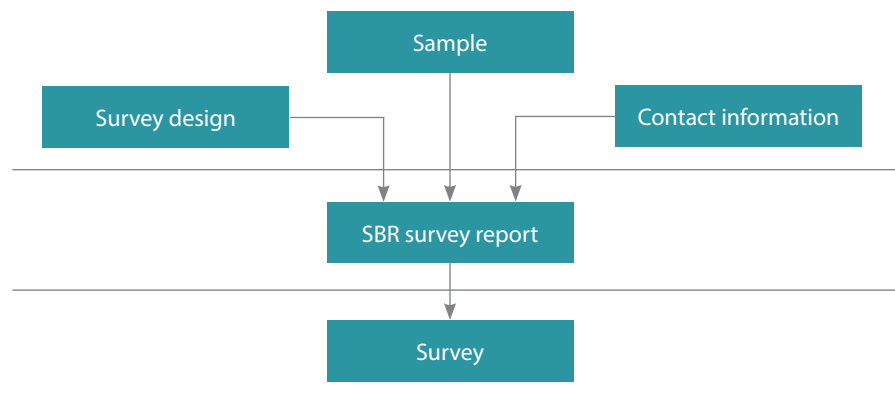 Sample
Survey design
Contact information
SBR survey report
Survey